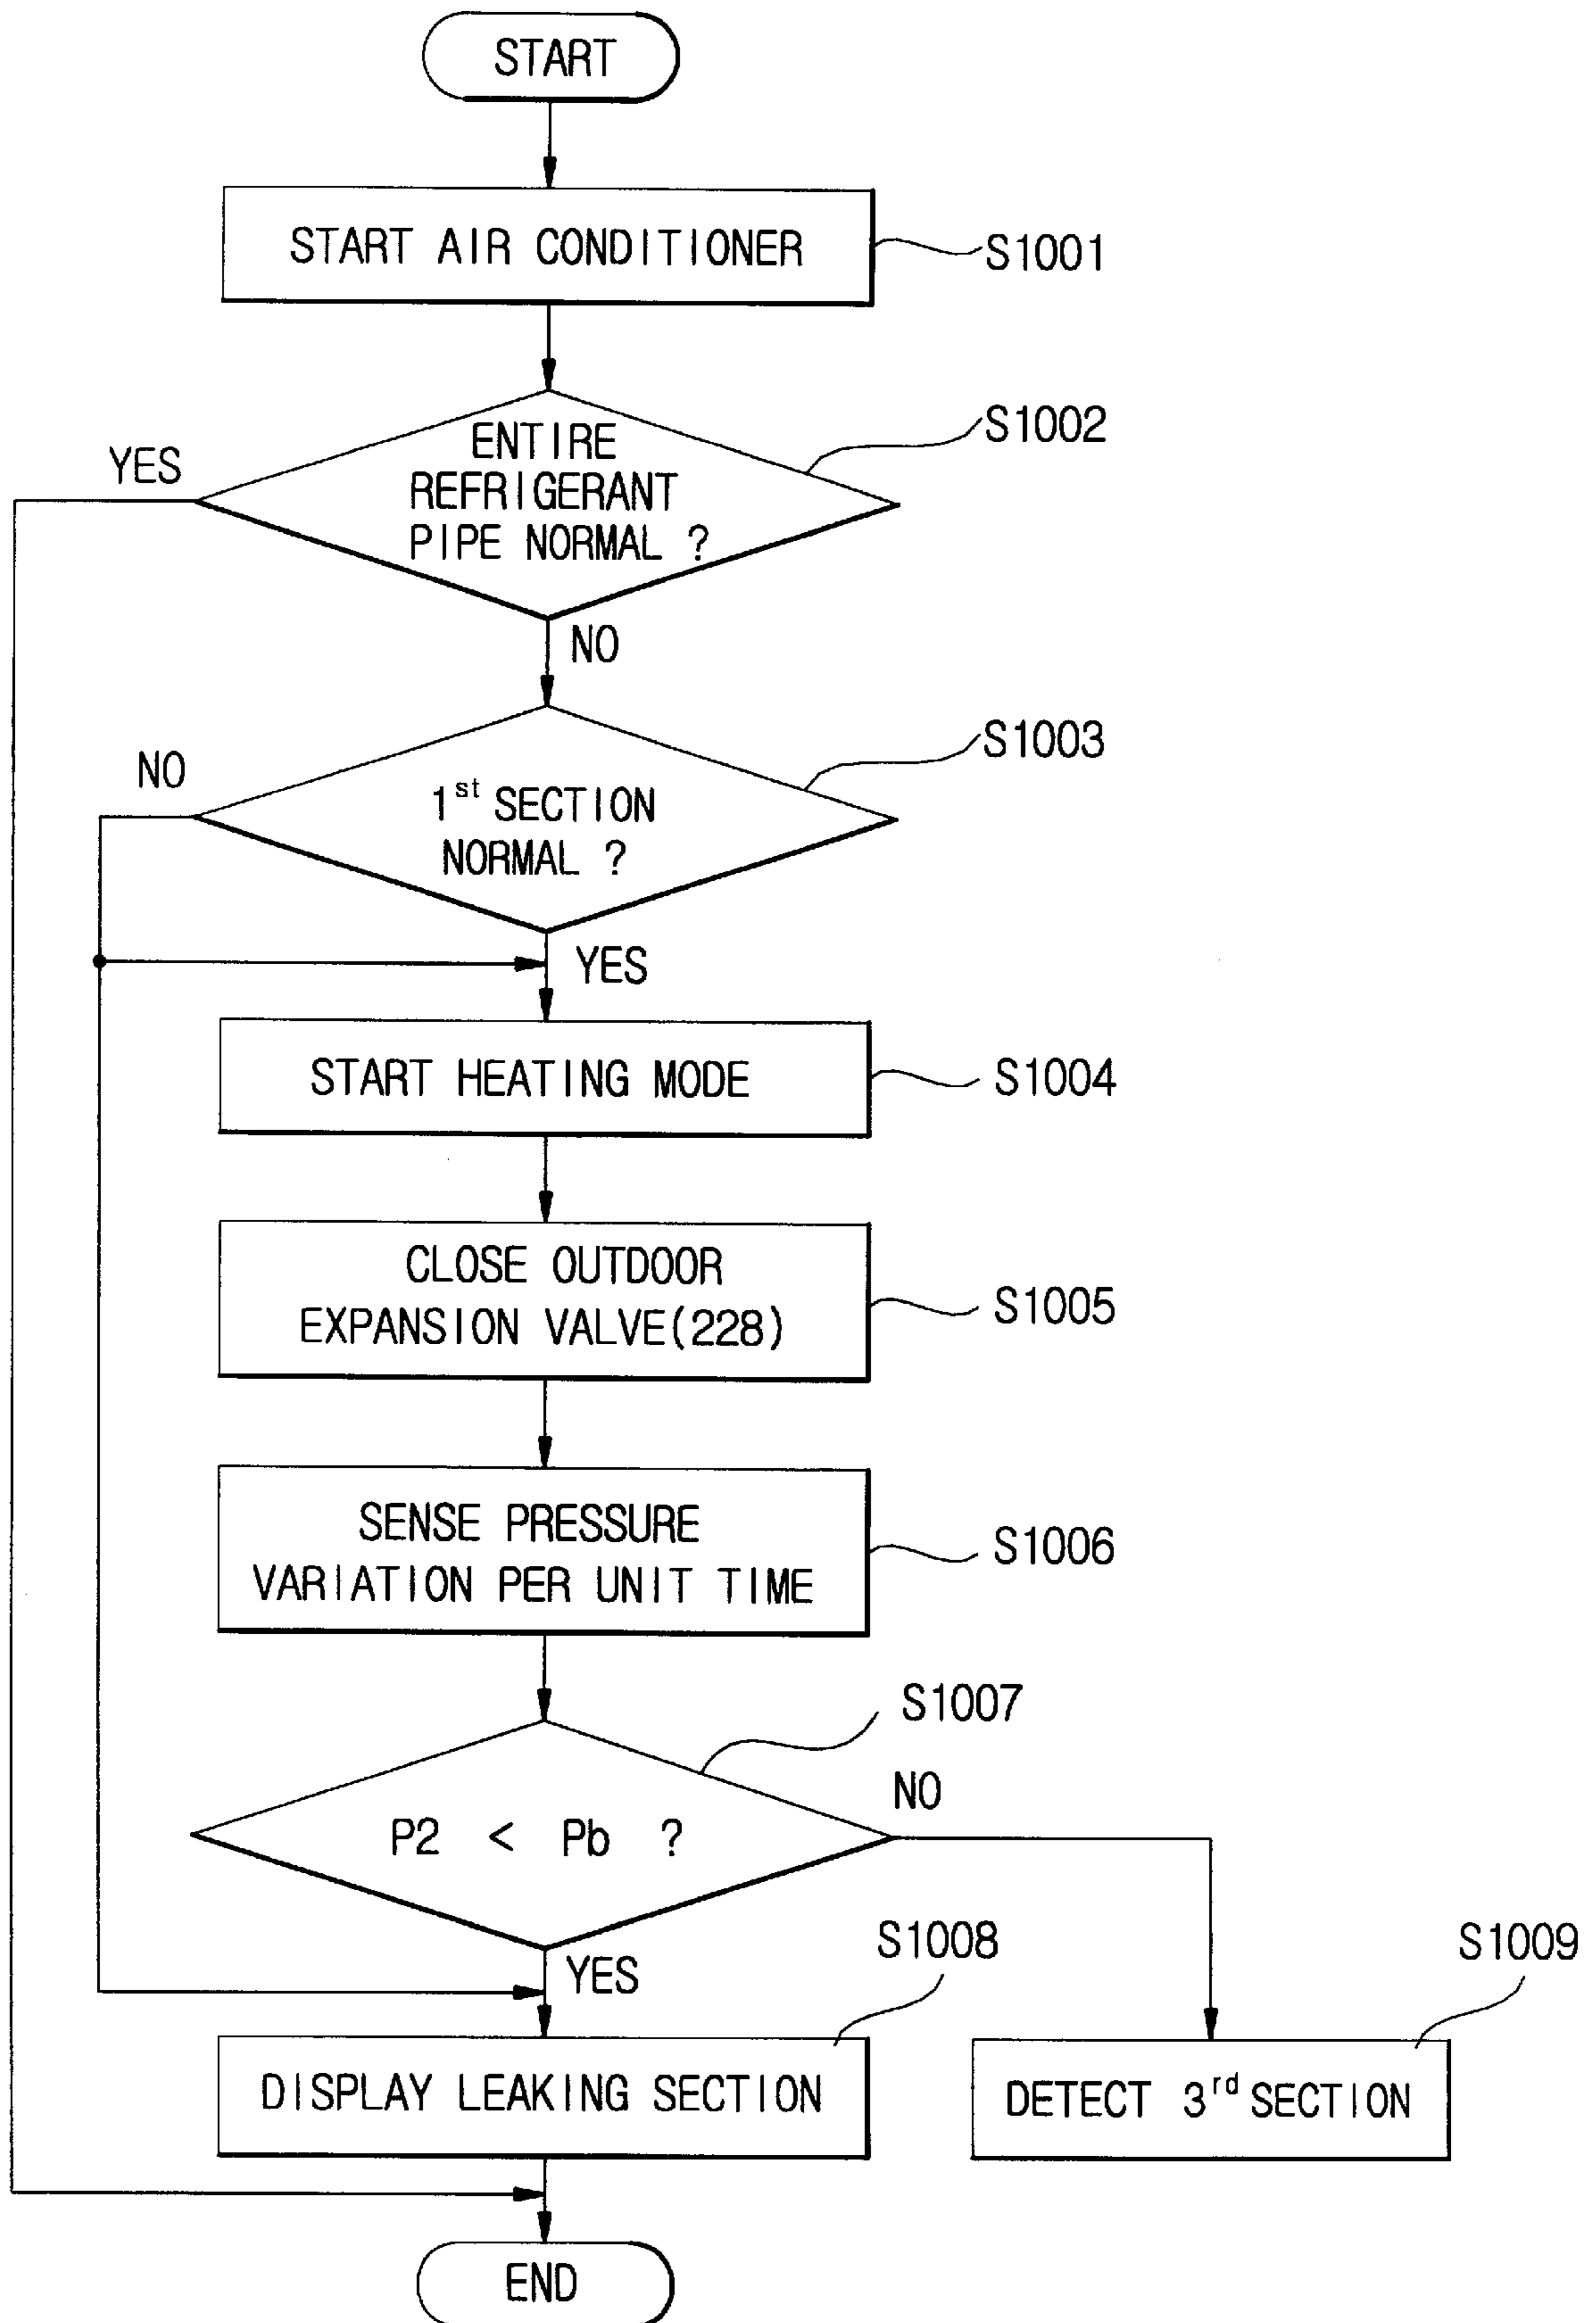 START
START AIR CONDITIONER
S1001
ENTIRE
REFRIGERANT
PIPE NORMAL ?
S1002
YES
NO
1st SECTION
NORMAL ?
S1003
NO
YES
START HEATING MODE
S1004
CLOSE OUTDOOR
EXPANSION VALVE(228)
S1005
SENSE PRESSURE
VARIATION PER UNIT TIME
S1006
S1007
P2 < Pb ?
NO
YES
S1008
DISPLAY LEAKING SECTION
S1009
DETECT 3rd SECTION
END